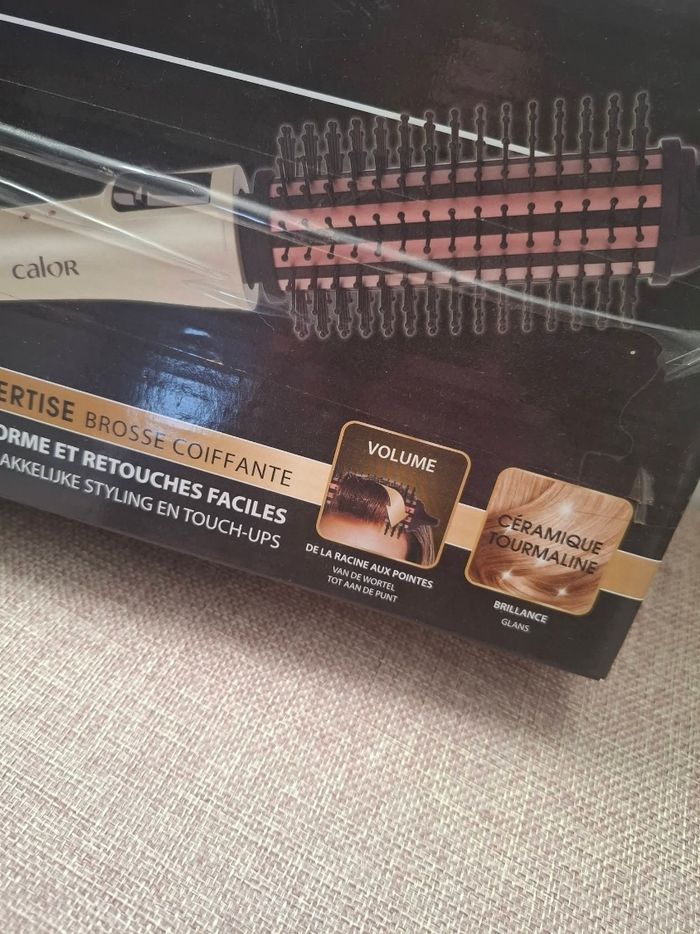 calOR
ERTISE BROSSE COIFFANTE
ORME ET RETOUCHES FACILES
AKKELIJKE STYLING EN TOUCH-UPS
VOLUME
DE LA RACINE AUX POINTES
VAN DE WORTEL
TOT AAN DE PUNT
CÉRAMIQUE
TOURMALINE
BRILLANCE
GLANS